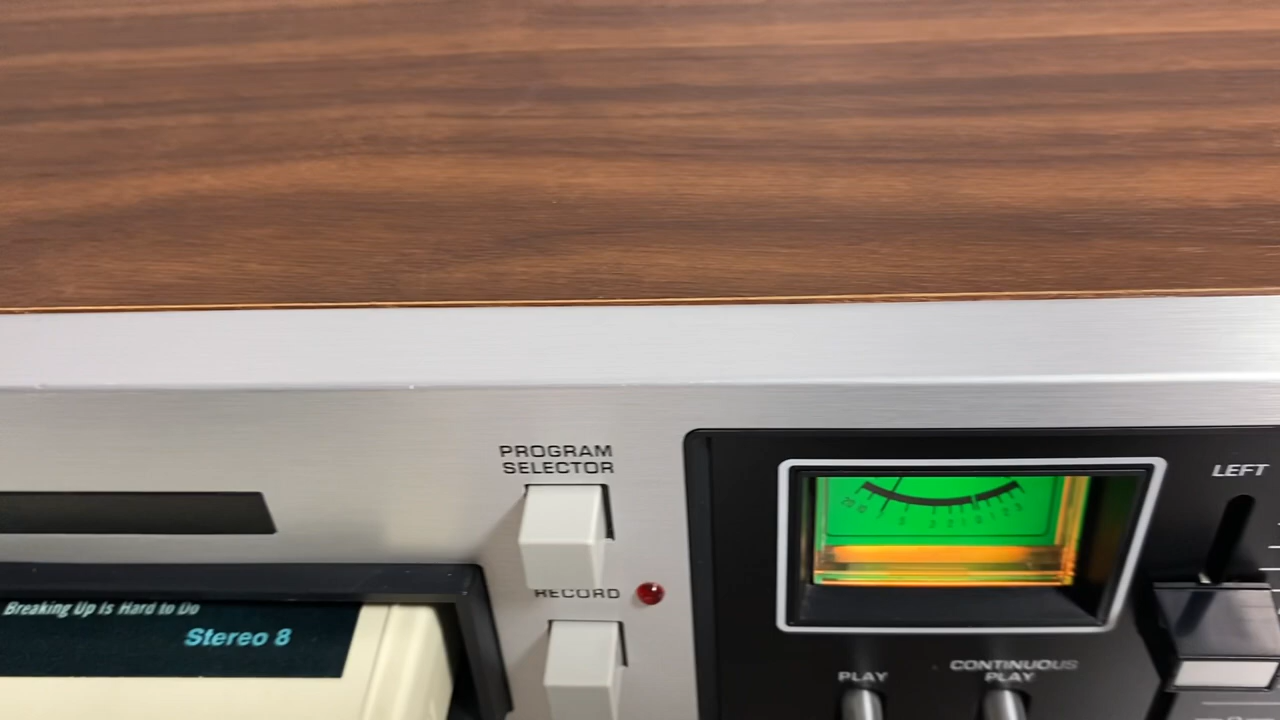 PROGRAM
SELECTOR
LEFT
RECORD
Breaking Up Is Hard to Do
Stereo 8
PLAY
CONTINUOUS
PLAY